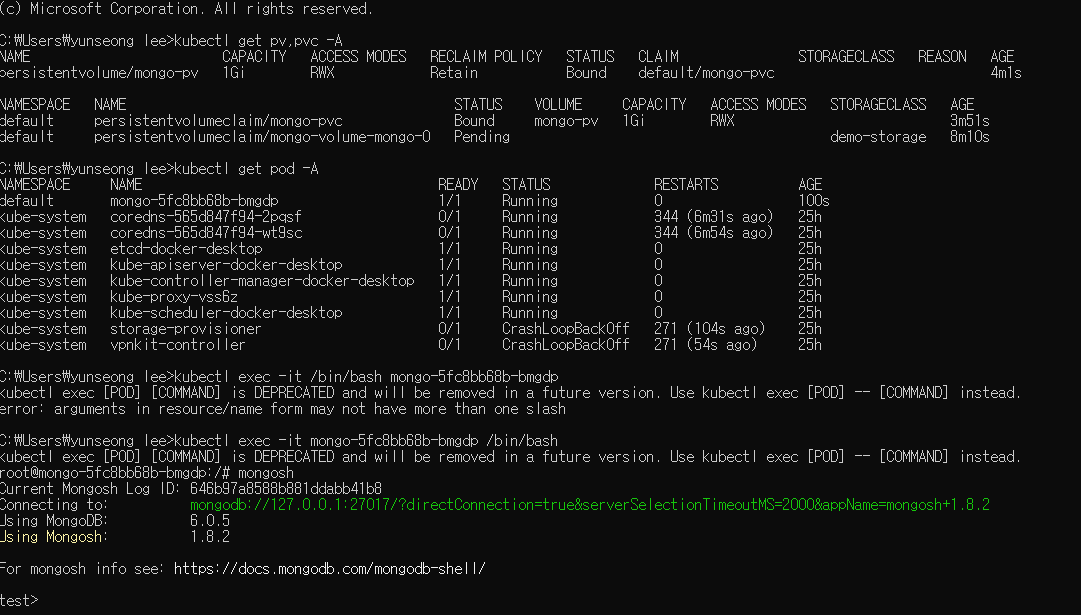 (c) Microsoft Corporation. All rights reserved.
C:₩Users₩yunseong lee>kubectl get pv,pvc -A
NAME CAPACITY ACCESS MODES RECLAIM POLICY STATUS CLAIM STORAGECLASS REASON AGE
persistentvolume/mongo-pv 1Gi RWX Retain Bound default/mongo-pvc 4m1s
NAMESPACE NAME STATUS VOLUME CAPACITY ACCESS MODES STORAGECLASS AGE
default persistentvolumeclaim/mongo-pvc Bound mongo-pv 1Gi RWX 3m51s
default persistentvolumeclaim/mongo-volume-mongo-0 Pending demo-storage 8m10s
C:₩Users₩yunseong lee>kubectl get pod -A
NAMESPACE NAME READY STATUS RESTARTS AGE
default mongo-5fc8bb68b-bmgdp 1/1 Running 0 100s
kube-system coredns-565d847f94-2pqsf 0/1 Running 344 (6m31s ago) 25h
kube-system coredns-565d847f94-wt9sc 0/1 Running 344 (6m54s ago) 25h
kube-system etcd-docker-desktop 1/1 Running 0 25h
kube-system kube-apiserver-docker-desktop 1/1 Running 0 25h
kube-system kube-controller-manager-docker-desktop 1/1 Running 0 25h
kube-system kube-proxy-vss6z 1/1 Running 0 25h
kube-system kube-scheduler-docker-desktop 1/1 Running 0 25h
kube-system storage-provisioner 0/1 CrashLoopBackOff 271 (104s ago) 25h
kube-system vpnkit-controller 0/1 CrashLoopBackOff 271 (54s ago) 25h
C:₩Users₩yunseong lee>kubectl exec -it /bin/bash mongo-5fc8bb68b-bmgdp
kubectl exec [POD] [COMMAND] is DEPRECATED and will be removed in a future version. Use kubectl exec [POD] -- [COMMAND] instead.
error: arguments in resource/name form may not have more than one slash
C:₩Users₩yunseong lee>kubectl exec -it mongo-5fc8bb68b-bmgdp /bin/bash
kubectl exec [POD] [COMMAND] is DEPRECATED and will be removed in a future version. Use kubectl exec [POD] -- [COMMAND] instead.
root@mongo-5fc8bb68b-bmgdp:/# mongosh
Current Mongosh Log ID: 646b97a8588b881ddabb41b8
Connecting to: mongodb://127.0.0.1:27017/?directConnection=true&serverSelectionTimeoutMS=2000&appName=mongosh+1.8.2
Using MongoDB: 6.0.5
Using Mongosh: 1.8.2
For mongosh info see: https://docs.mongodb.com/mongodb-shell/
test>